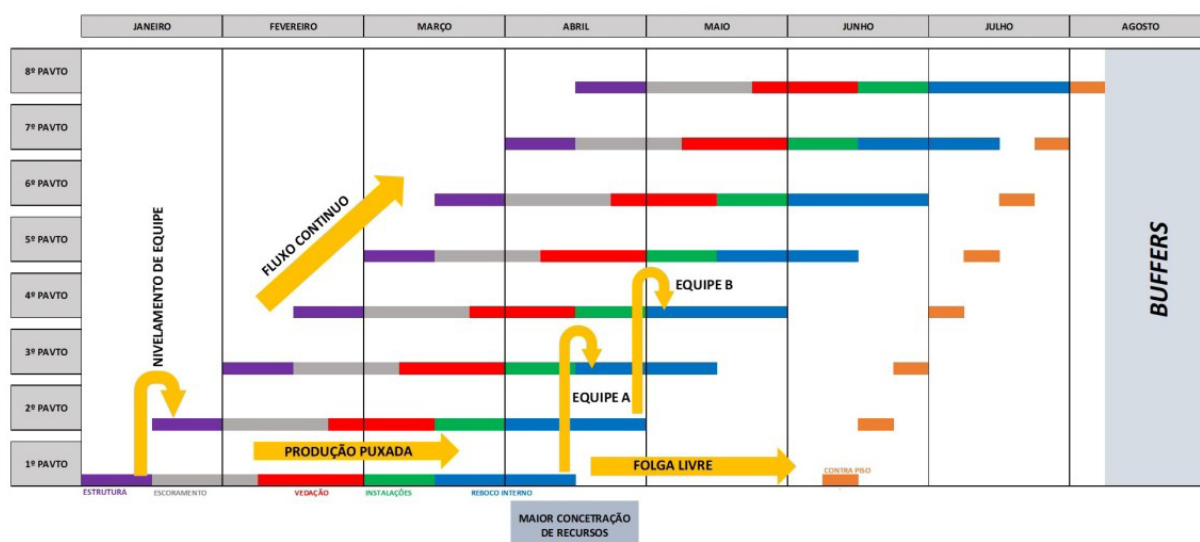 JANEIRO
FEVEREIRO
MARÇO
ABRIL
MAIO
JUNHO
JULHO
AGOSTO
8º PAVTO
7º PAVTO
6º PAVTO
5º PAVTO
4º PAVTO
3º PAVTO
2º PAVTO
1º PAVTO
NIVELAMENTO DE EQUIPE
FLUXO CONTINUO
EQUIPE B
EQUIPE A
PRODUÇÃO PUXADA
FOLGA LIVRE
BUFFERS
CONTRA PISO
ESTRUTURA
ESCORAMENTO
VEDAÇÃO
INSTALAÇÕES
REBOCO INTERNO
MAIOR CONCETRAÇÃO
DE RECURSOS